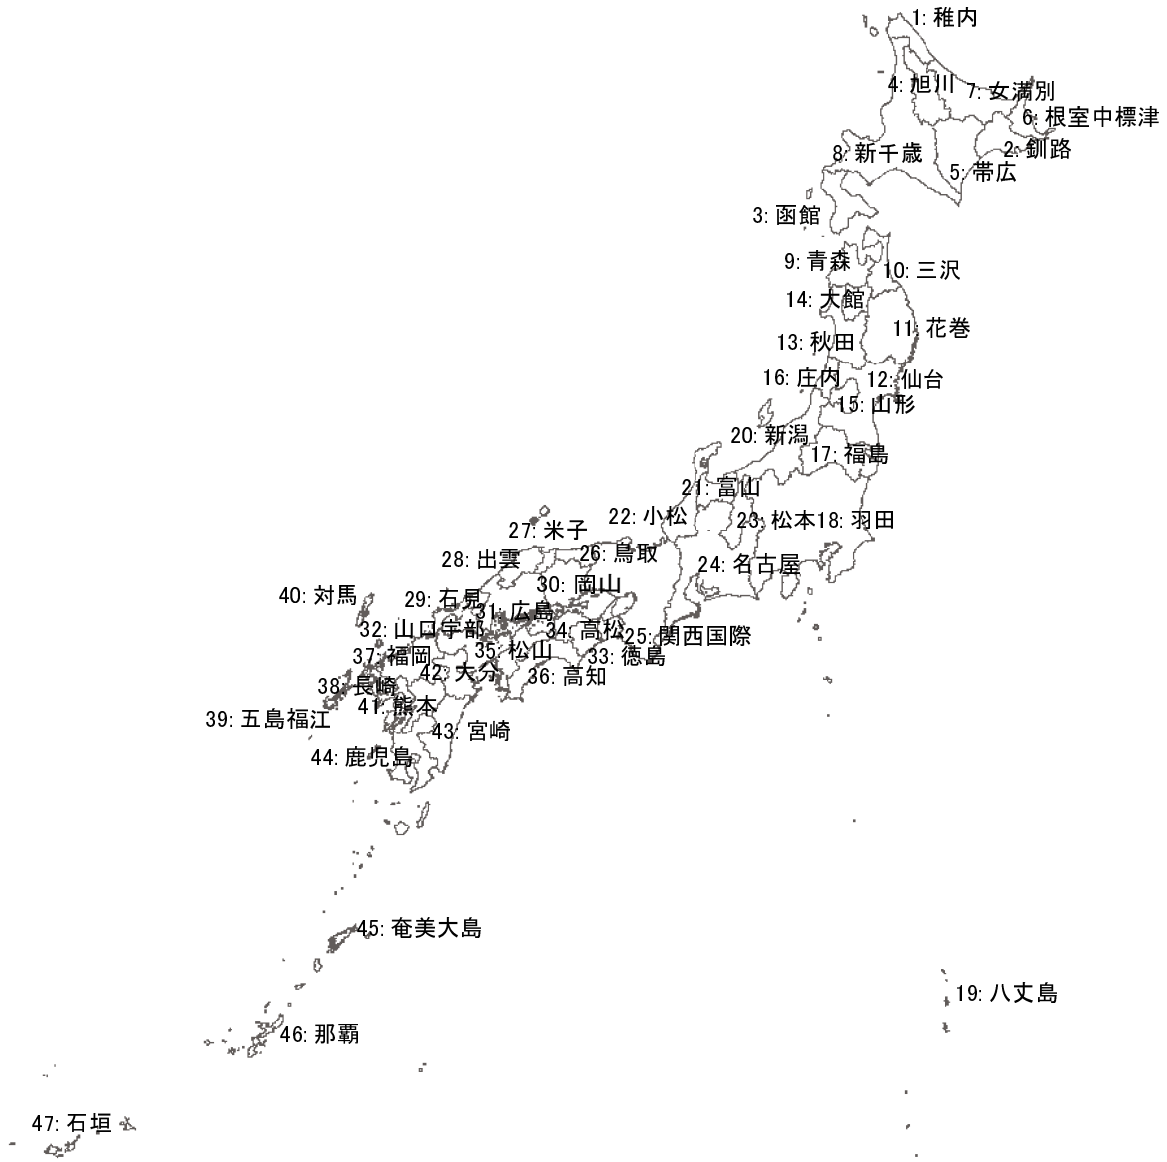 1: 稚内
4: 旭川
7: 女満別
6: 根室中標津
8: 新千歳
2: 釧路
5: 帯広
3: 函館
9: 青森
10: 三沢
14: 大館
11: 花巻
13: 秋田
16: 庄内
12: 仙台
15: 山形
20: 新潟
17: 福島
21: 富山
22: 小松
23: 松本
18: 羽田
27: 米子
28: 出雲
26: 鳥取
24: 名古屋
30: 岡山
40: 対馬
29: 石見
31: 広島
32: 山口宇部
34: 高松
25: 関西国際
37: 福岡
35: 松山
33: 徳島
42: 大分
36: 高知
38: 長崎
41: 熊本
39: 五島福江
43: 宮崎
44: 鹿児島
45: 奄美大島
19: 八丈島
46: 那覇
47: 石垣